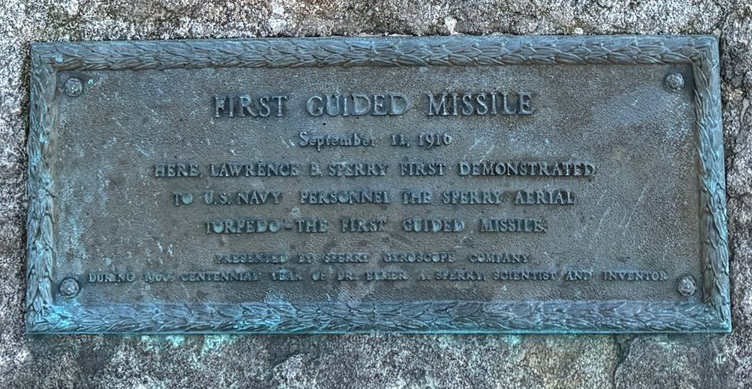 FIRST GUIDED MISSILE
September 11, 1916
HERE, LAWRENCE B. SPERRY FIRST DEMONSTRATED
TO U.S. NAVY PERSONNEL THE SPERRY AERIAL
TORPEDO-THE FIRST GUIDED MISSILE.
PRESENTED BY SPERRY GYROSCOPE COMPANY
DURING 1960, CENTENNIAL YEAR OF DR. ELMER A. SPERRY, SCIENTIST AND INVENTOR